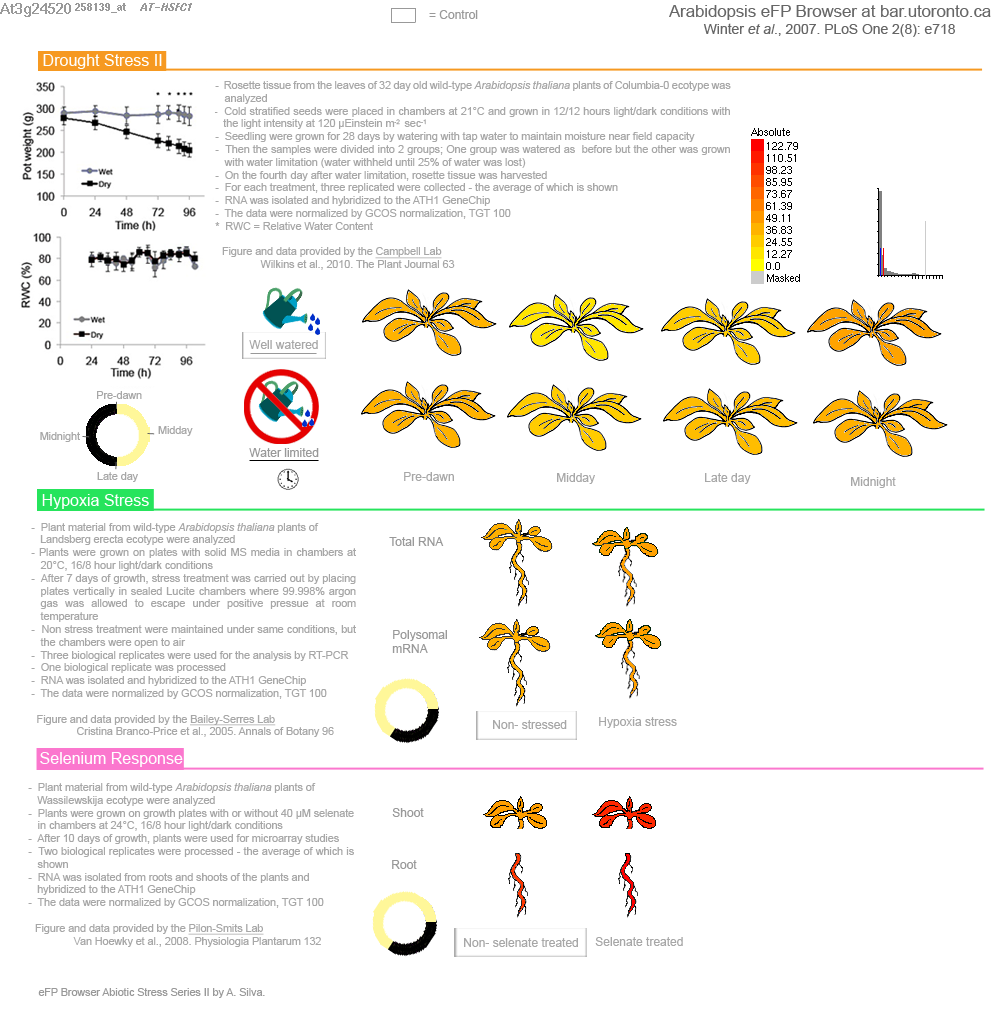 At3g24520 258139_at AT-HSFC1
= Control
Arabidopsis eFP Browser at bar.utoronto.ca
Winter et al., 2007. PLoS One 2(8): e718
Drought Stress II
350
300
250
200
150
100
Pot weight (g)
* * * * *
Wet
Dry
0 24 48 72 96
Time (h)
100
80
60
40
20
0
RWC (%)
Wet
Dry
0 24 48 72 96
Time (h)
- Rosette tissue from the leaves of 32 day old wild-type Arabidopsis thaliana plants of Columbia-0 ecotype was
analyzed
- Cold stratified seeds were placed in chambers at 21°C and grown in 12/12 hours light/dark conditions with
the light intensity at 120 µEinstein m⁻² sec⁻¹
- Seedling were grown for 28 days by watering with tap water to maintain moisture near field capacity
- Then the samples were divided into 2 groups; One group was watered as before but the other was grown
with water limitation (water withheld until 25% of water was lost)
- On the fourth day after water limitation, rosette tissue was harvested
- For each treatment, three replicated were collected - the average of which is shown
- RNA was isolated and hybridized to the ATH1 GeneChip
- The data were normalized by GCOS normalization, TGT 100
* RWC = Relative Water Content
Figure and data provided by the Campbell Lab
Wilkins et al., 2010. The Plant Journal 63
Absolute
122.79
110.51
98.23
85.95
73.67
61.39
49.11
36.83
24.55
12.27
0.0
Masked
Well watered
Water limited
Pre-dawn
Midnight
Midday
Late day
Pre-dawn
Midday
Late day
Midnight
Hypoxia Stress
- Plant material from wild-type Arabidopsis thaliana plants of
Landsberg erecta ecotype were analyzed
- Plants were grown on plates with solid MS media in chambers at
20°C, 16/8 hour light/dark conditions
- After 7 days of growth, stress treatment was carried out by placing
plates vertically in sealed Lucite chambers where 99.998% argon
gas was allowed to escape under positive pressue at room
temperature
- Non stress treatment were maintained under same conditions, but
the chambers were open to air
- Three biological replicates were used for the analysis by RT-PCR
- One biological replicate was processed
- RNA was isolated and hybridized to the ATH1 GeneChip
- The data were normalized by GCOS normalization, TGT 100
Figure and data provided by the Bailey-Serres Lab
Cristina Branco-Price et al., 2005. Annals of Botany 96
Total RNA
Polysomal
mRNA
Non- stressed
Hypoxia stress
Selenium Response
- Plant material from wild-type Arabidopsis thaliana plants of
Wassilewskija ecotype were analyzed
- Plants were grown on growth plates with or without 40 µM selenate
in chambers at 24°C, 16/8 hour light/dark conditions
- After 10 days of growth, plants were used for microarray studies
- Two biological replicates were processed - the average of which is
shown
- RNA was isolated from roots and shoots of the plants and
hybridized to the ATH1 GeneChip
- The data were normalized by GCOS normalization, TGT 100
Figure and data provided by the Pilon-Smits Lab
Van Hoewky et al., 2008. Physiologia Plantarum 132
Shoot
Root
Non- selenate treated
Selenate treated
eFP Browser Abiotic Stress Series II by A. Silva.